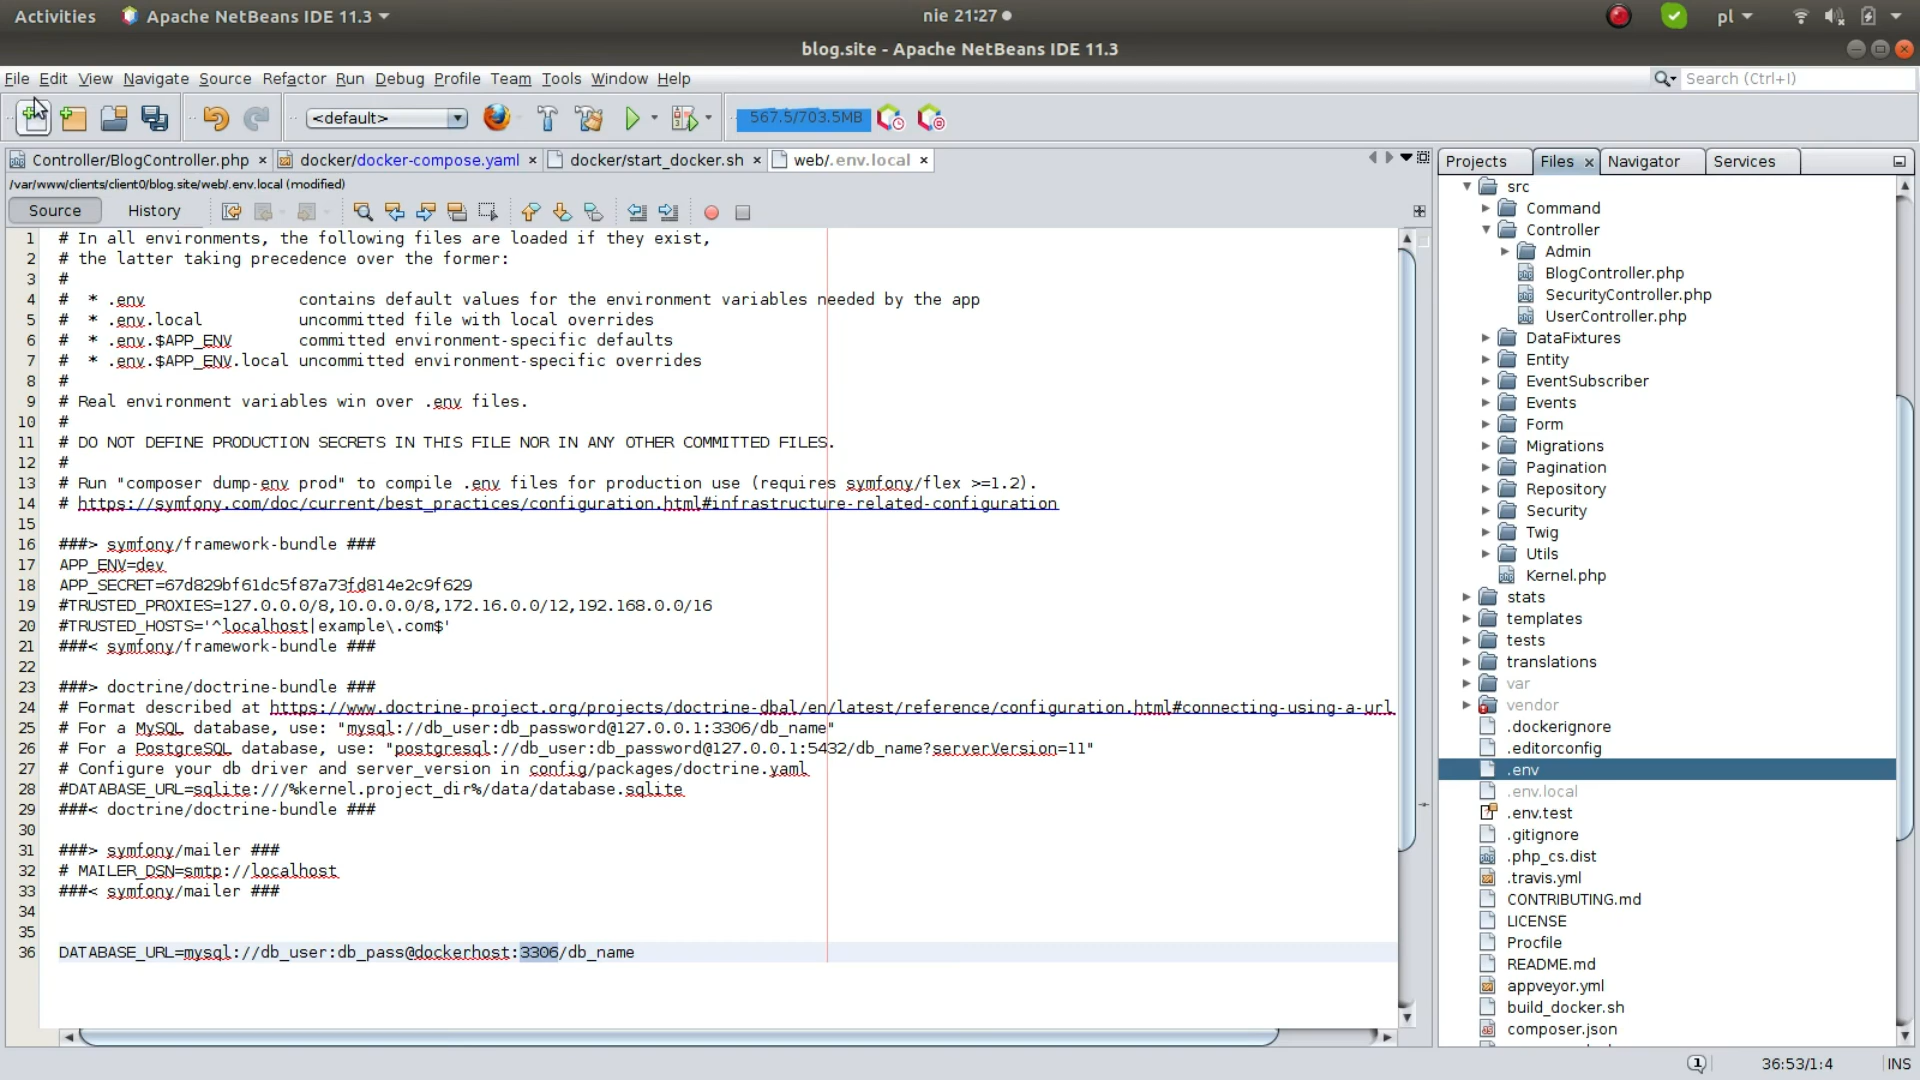 Activities Apache NetBeans IDE 11.3 nie 21:27 pl
blog.site - Apache NetBeans IDE 11.3
File Edit View Navigate Source Refactor Run Debug Profile Team Tools Window Help Search (Ctrl+I)
<default> 567.5/703.5MB
Controller/BlogController.php docker/docker-compose.yaml docker/start_docker.sh web/.env.local
Projects Files Navigator Services
/var/www/clients/client0/blog.site/web/.env.local (modified)
Source History
1 # In all environments, the following files are loaded if they exist,
2 # the latter taking precedence over the former:
3 #
4 #  * .env                contains default values for the environment variables needed by the app
5 #  * .env.local          uncommitted file with local overrides
6 #  * .env.$APP_ENV       committed environment-specific defaults
7 #  * .env.$APP_ENV.local uncommitted environment-specific overrides
8 #
9 # Real environment variables win over .env files.
10 #
11 # DO NOT DEFINE PRODUCTION SECRETS IN THIS FILE NOR IN ANY OTHER COMMITTED FILES.
12 #
13 # Run "composer dump-env prod" to compile .env files for production use (requires symfony/flex >=1.2).
14 # https://symfony.com/doc/current/best_practices/configuration.html#infrastructure-related-configuration
15
16 ###> symfony/framework-bundle ###
17 APP_ENV=dev
18 APP_SECRET=67d829bf61dc5f87a73fd814e2c9f629
19 #TRUSTED_PROXIES=127.0.0.0/8,10.0.0.0/8,172.16.0.0/12,192.168.0.0/16
20 #TRUSTED_HOSTS='^localhost|example\.com$'
21 ###< symfony/framework-bundle ###
22
23 ###> doctrine/doctrine-bundle ###
24 # Format described at https://www.doctrine-project.org/projects/doctrine-dbal/en/latest/reference/configuration.html#connecting-using-a-url
25 # For a MySQL database, use: "mysql://db_user:db_password@127.0.0.1:3306/db_name"
26 # For a PostgreSQL database, use: "postgresql://db_user:db_password@127.0.0.1:5432/db_name?serverVersion=11"
27 # Configure your db driver and server_version in config/packages/doctrine.yaml
28 #DATABASE_URL=sqlite:///%kernel.project_dir%/data/database.sqlite
29 ###< doctrine/doctrine-bundle ###
30
31 ###> symfony/mailer ###
32 # MAILER_DSN=smtp://localhost
33 ###< symfony/mailer ###
34
35
36 DATABASE_URL=mysql://db_user:db_pass@dockerhost:3306/db_name
src
Command
Controller
Admin
BlogController.php
SecurityController.php
UserController.php
DataFixtures
Entity
EventSubscriber
Events
Form
Migrations
Pagination
Repository
Security
Twig
Utils
Kernel.php
stats
templates
tests
translations
var
vendor
.dockerignore
.editorconfig
.env
.env.local
.env.test
.gitignore
.php_cs.dist
.travis.yml
CONTRIBUTING.md
LICENSE
Procfile
README.md
appveyor.yml
build_docker.sh
composer.json
1 36:53/1:4 INS